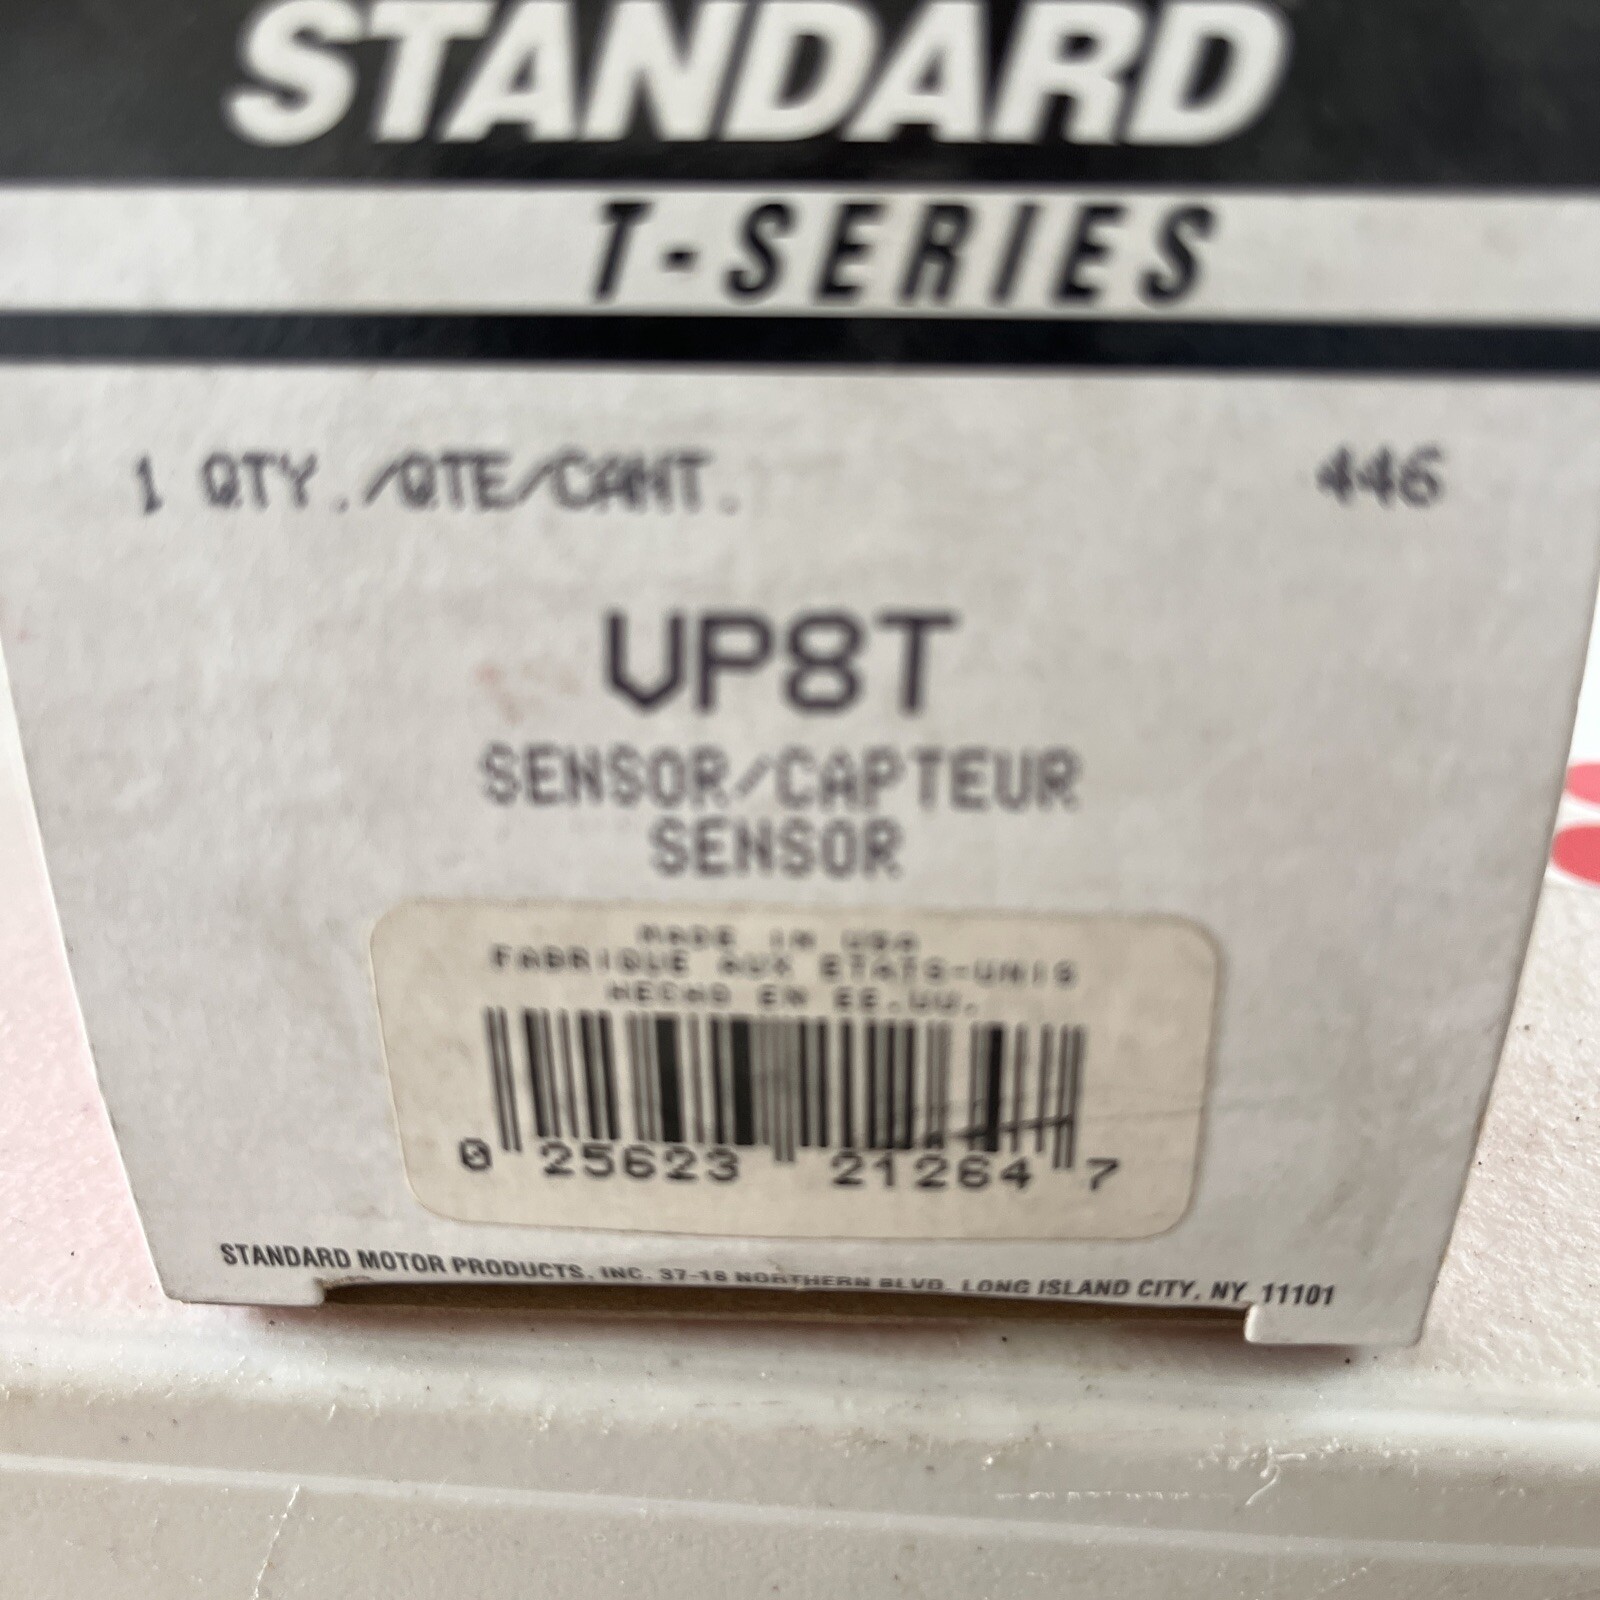 STANDARD
T-SERIES
1 QTY./QTE/CANT. 446
VP8T
SENSOR/CAPTEUR
SENSOR
MADE IN USA
FABRIQUE AUX ETATS-UNIS
HECHO EN EE.UU.
0 25623 21264 7
STANDARD MOTOR PRODUCTS, INC. 37-18 NORTHERN BLVD. LONG ISLAND CITY, NY 11101